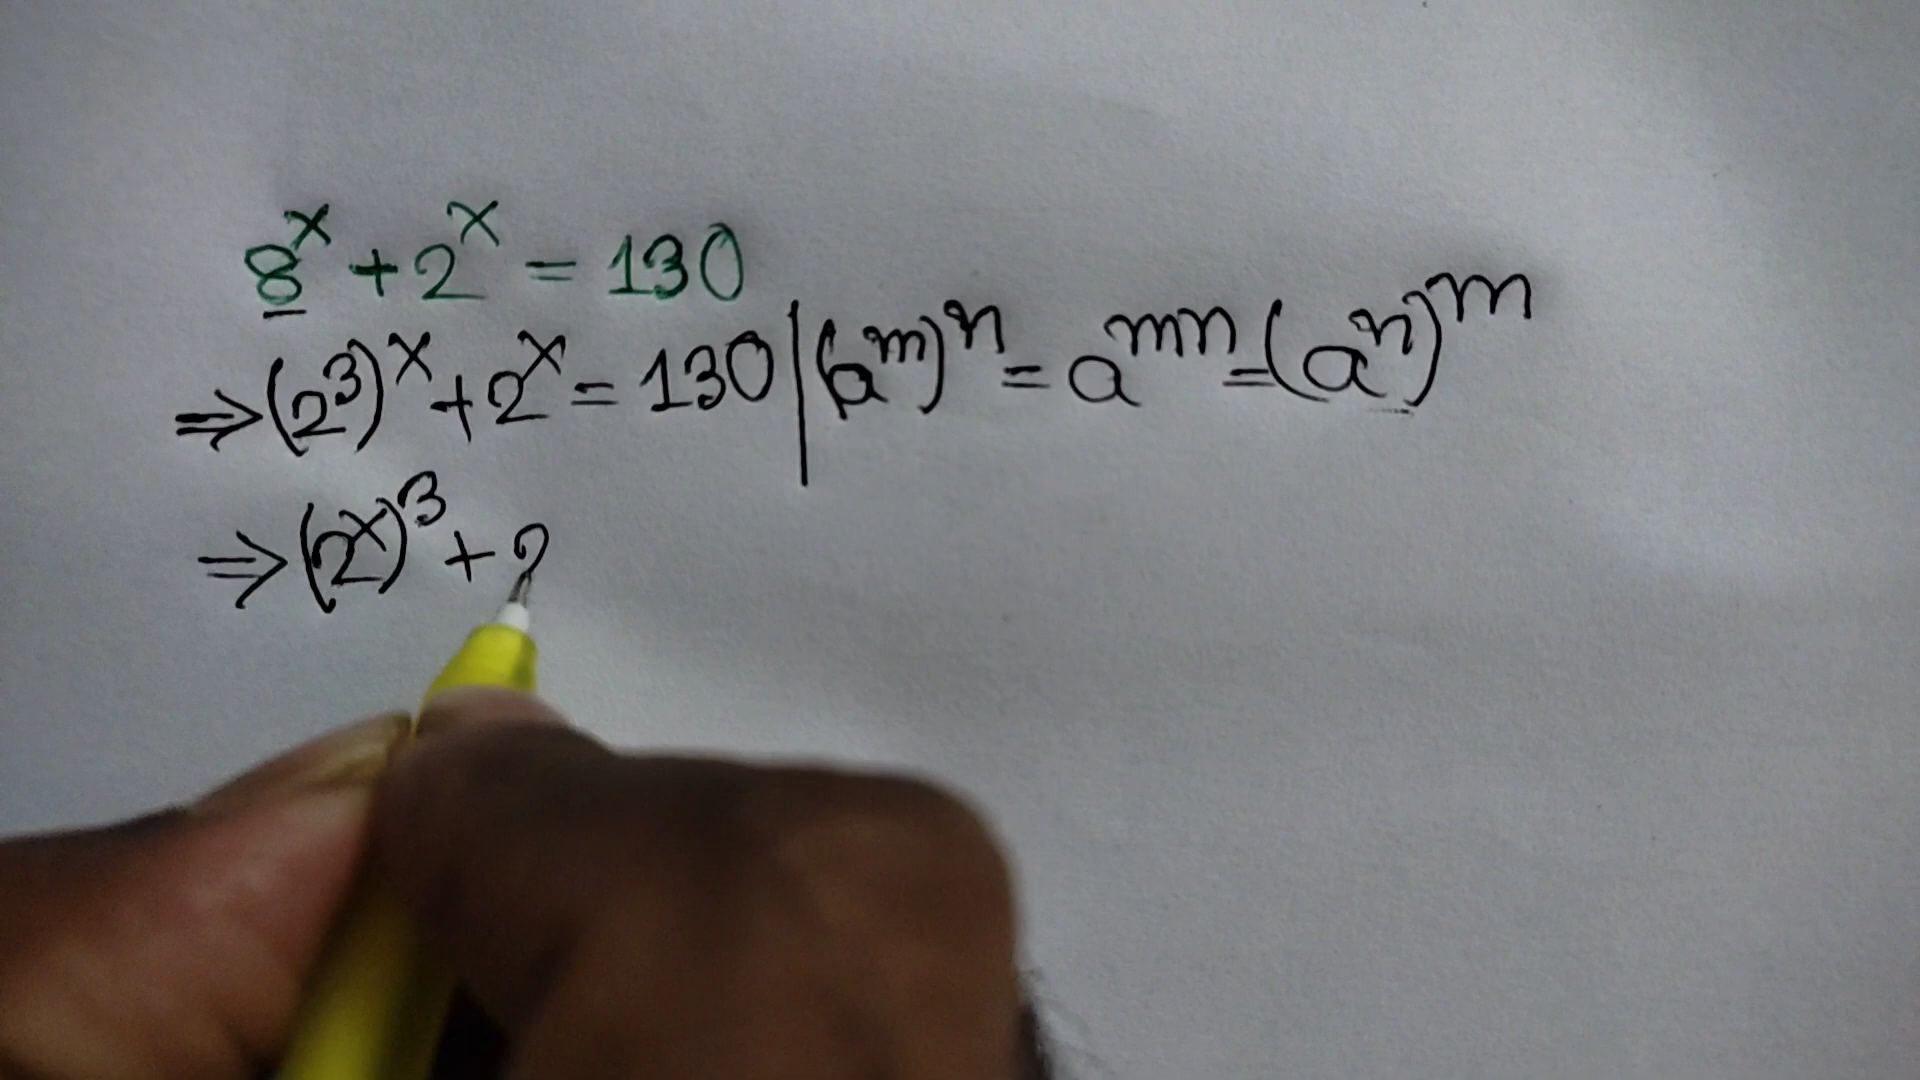 8^x + 2^x = 130
⇒ (2^3)^x + 2^x = 130 | (a^m)^n = a^{mn} = (a^n)^m
⇒ (2^x)^3 + 2